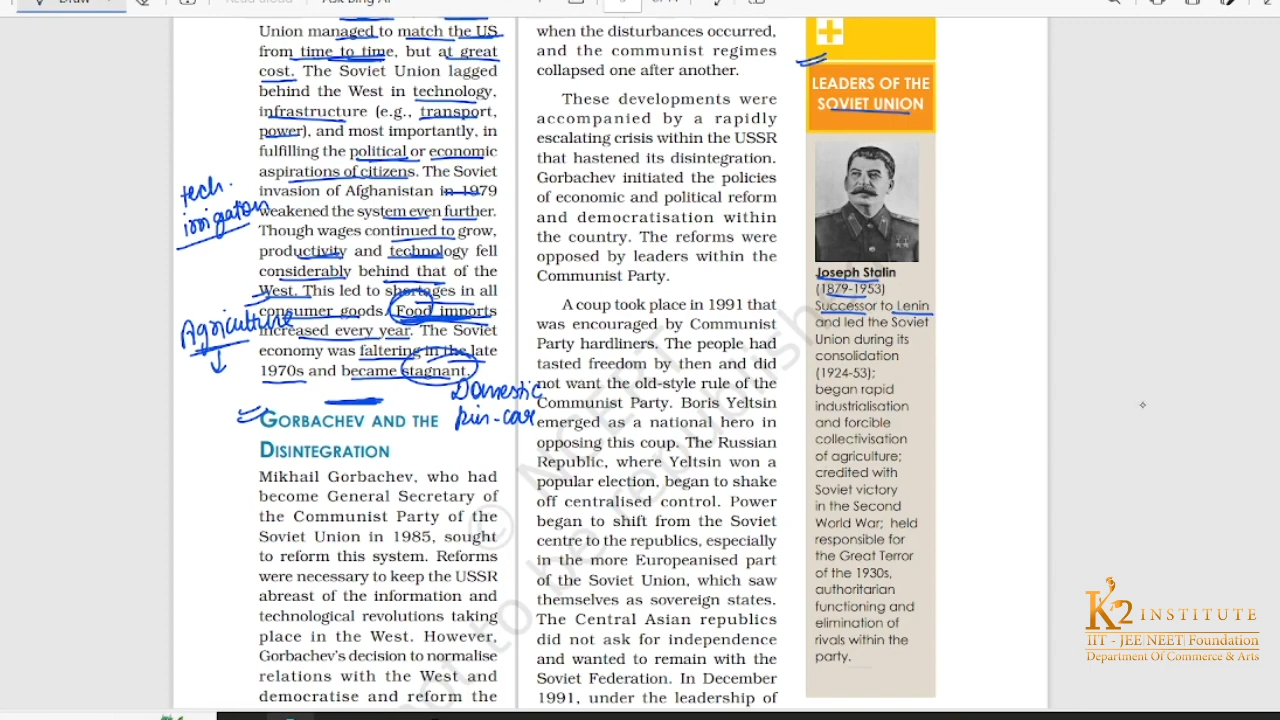 Draw
Read aloud
Ask Bing AI
Union managed to match the US
from time to time, but at great
cost. The Soviet Union lagged
behind the West in technology,
infrastructure (e.g., transport,
power), and most importantly, in
fulfilling the political or economic
aspirations of citizens. The Soviet
invasion of Afghanistan in 1979
weakened the system even further.
Though wages continued to grow,
productivity and technology fell
considerably behind that of the
West. This led to shortages in all
consumer goods. Food imports
increased every year. The Soviet
economy was faltering in the late
1970s and became stagnant.
tech.
irrigation
Agriculture
Domestic
GORBACHEV AND THE
DISINTEGRATION
Mikhail Gorbachev, who had
become General Secretary of
the Communist Party of the
Soviet Union in 1985, sought
to reform this system. Reforms
were necessary to keep the USSR
abreast of the information and
technological revolutions taking
place in the West. However,
Gorbachev's decision to normalise
relations with the West and
democratise and reform the
when the disturbances occurred,
and the communist regimes
collapsed one after another.
These developments were
accompanied by a rapidly
escalating crisis within the USSR
that hastened its disintegration.
Gorbachev initiated the policies
of economic and political reform
and democratisation within
the country. The reforms were
opposed by leaders within the
Communist Party.
A coup took place in 1991 that
was encouraged by Communist
Party hardliners. The people had
tasted freedom by then and did
not want the old-style rule of the
Communist Party. Boris Yeltsin
emerged as a national hero in
opposing this coup. The Russian
Republic, where Yeltsin won a
popular election, began to shake
off centralised control. Power
began to shift from the Soviet
centre to the republics, especially
in the more Europeanised part
of the Soviet Union, which saw
themselves as sovereign states.
The Central Asian republics
did not ask for independence
and wanted to remain with the
Soviet Federation. In December
1991, under the leadership of
© NCERT
not to be republished
LEADERS OF THE
SOVIET UNION
Joseph Stalin
(1879-1953)
Successor to Lenin
and led the Soviet
Union during its
consolidation
(1924-53);
began rapid
industrialisation
and forcible
collectivisation
of agriculture;
credited with
Soviet victory
in the Second
World War; held
responsible for
the Great Terror
of the 1930s,
authoritarian
functioning and
elimination of
rivals within the
party.
K2 INSTITUTE
IIT - JEE|NEET|Foundation
Department Of Commerce & Arts